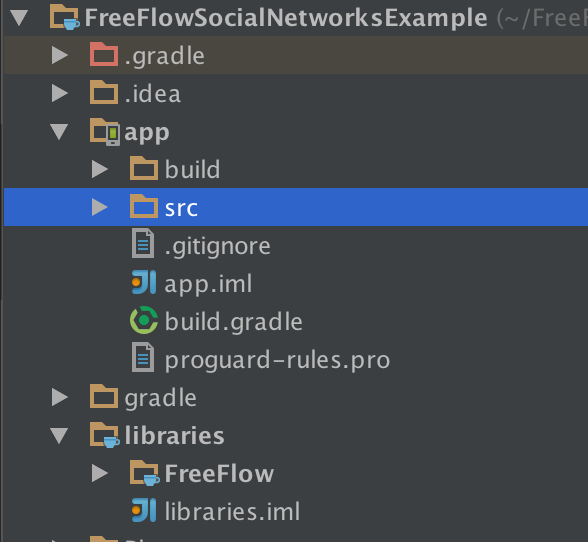 FreeFlowSocialNetworksExample (~/Free
.gradle
.idea
app
build
src
.gitignore
app.iml
build.gradle
proguard-rules.pro
gradle
libraries
FreeFlow
libraries.iml